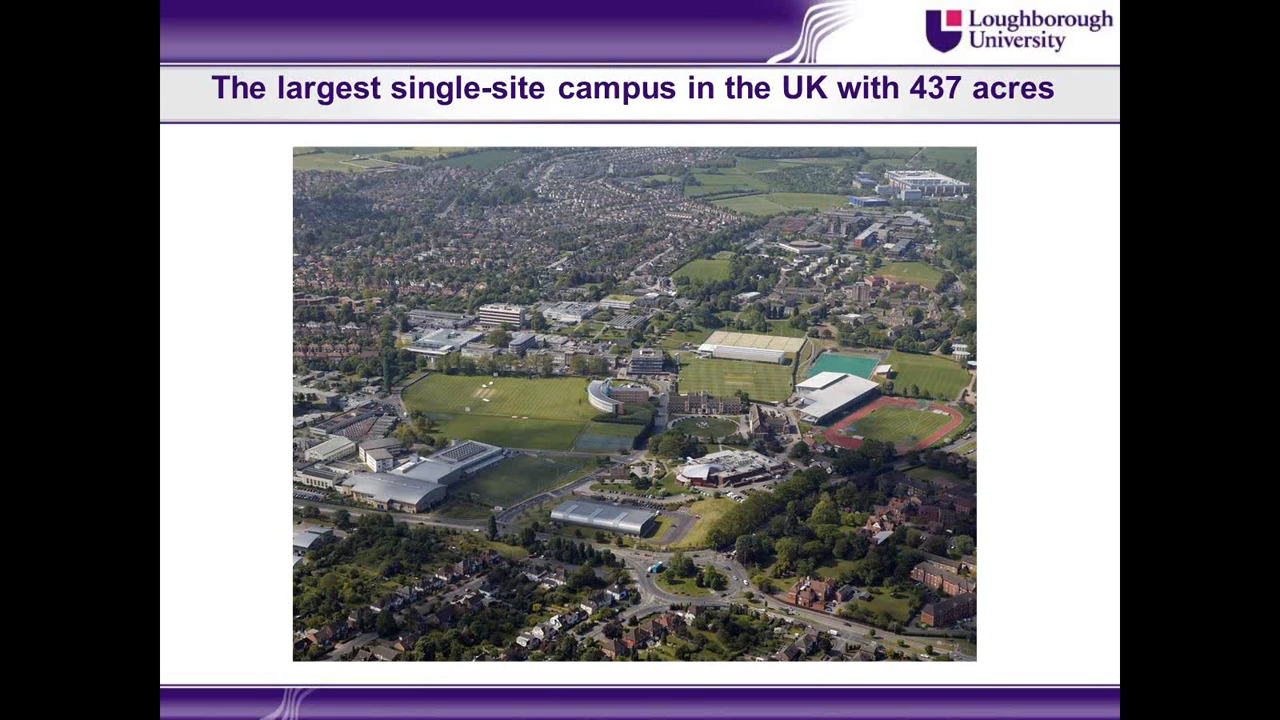 Loughborough
University
The largest single-site campus in the UK with 437 acres